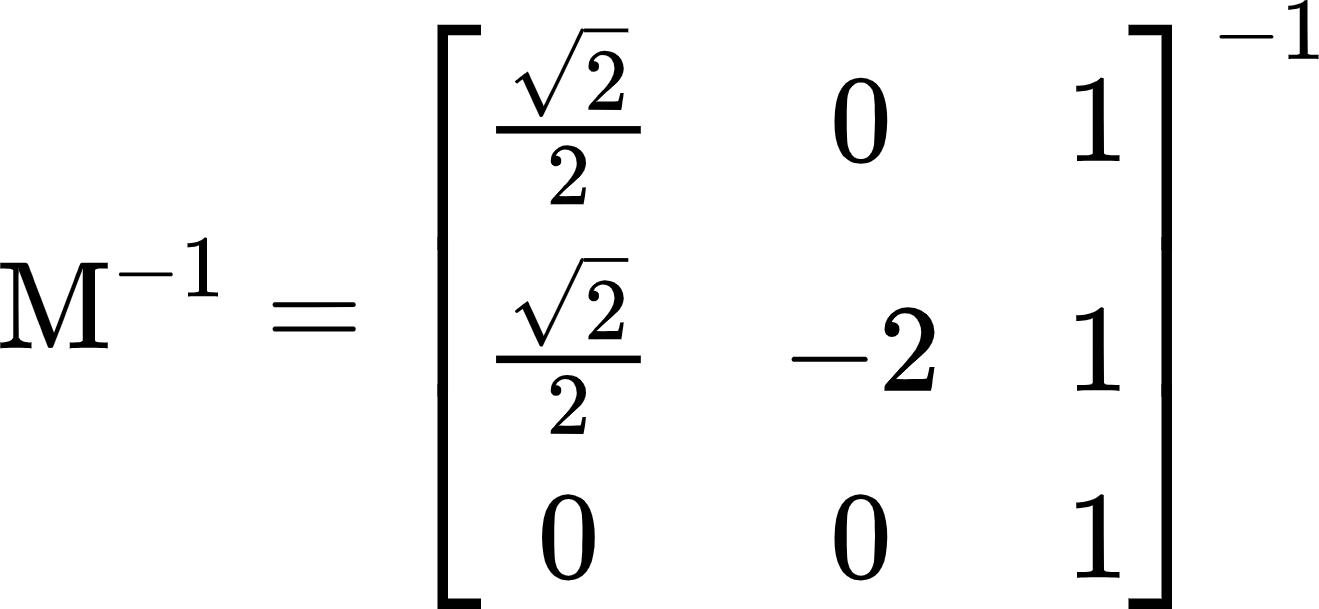 M⁻¹ = [ √2/2 0 1 ]⁻¹
[ √2/2 −2 1 ]
[ 0 0 1 ]